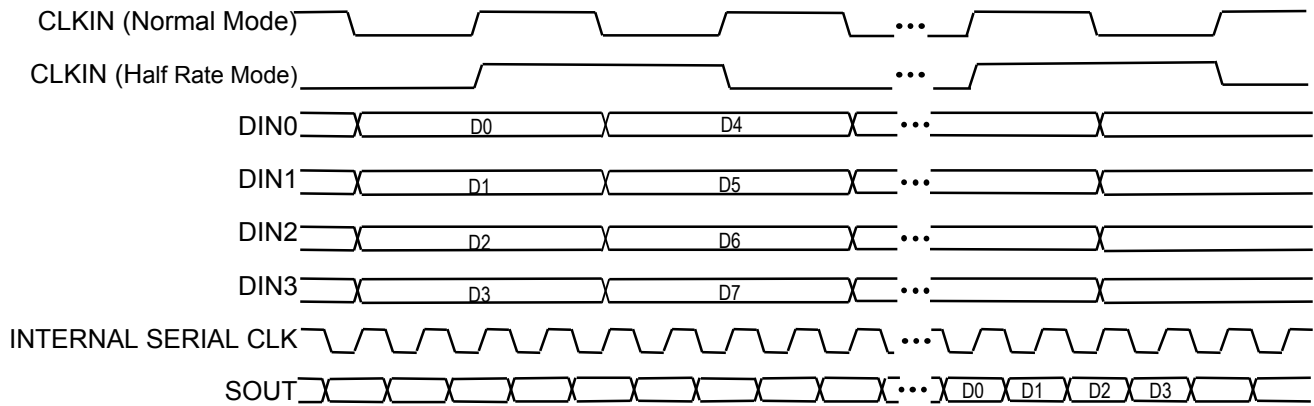 CLKIN (Normal Mode)
•••
CLKIN (Half Rate Mode)
•••
DIN0 D0 D4 •••
DIN1 D1 D5 •••
DIN2 D2 D6 •••
DIN3 D3 D7 •••
INTERNAL SERIAL CLK •••
SOUT ••• D0 D1 D2 D3